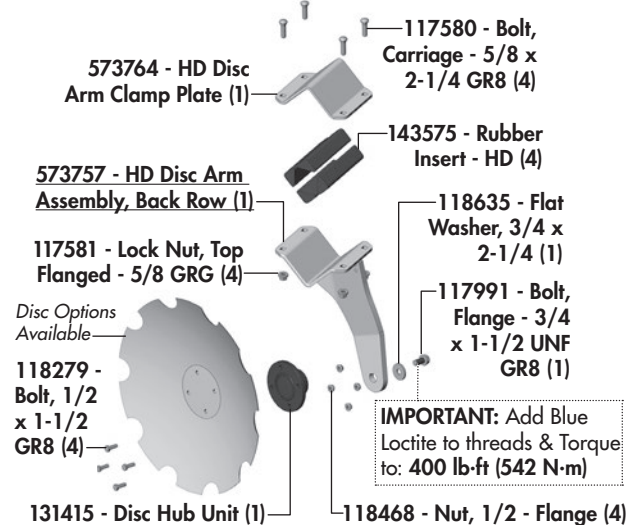 117580 - Bolt,
Carriage - 5/8 x
2-1/4 GR8 (4)
573764 - HD Disc
Arm Clamp Plate (1)
143575 - Rubber
Insert - HD (4)
573757 - HD Disc Arm
Assembly, Back Row (1)
118635 - Flat
Washer, 3/4 x
2-1/4 (1)
117581 - Lock Nut, Top
Flanged - 5/8 GRG (4)
117991 - Bolt,
Flange - 3/4
x 1-1/2 UNF
GR8 (1)
Disc Options
Available
118279 -
Bolt, 1/2
x 1-1/2
GR8 (4)
IMPORTANT: Add Blue
Loctite to threads & Torque
to: 400 lb·ft (542 N·m)
131415 - Disc Hub Unit (1)
118468 - Nut, 1/2 - Flange (4)